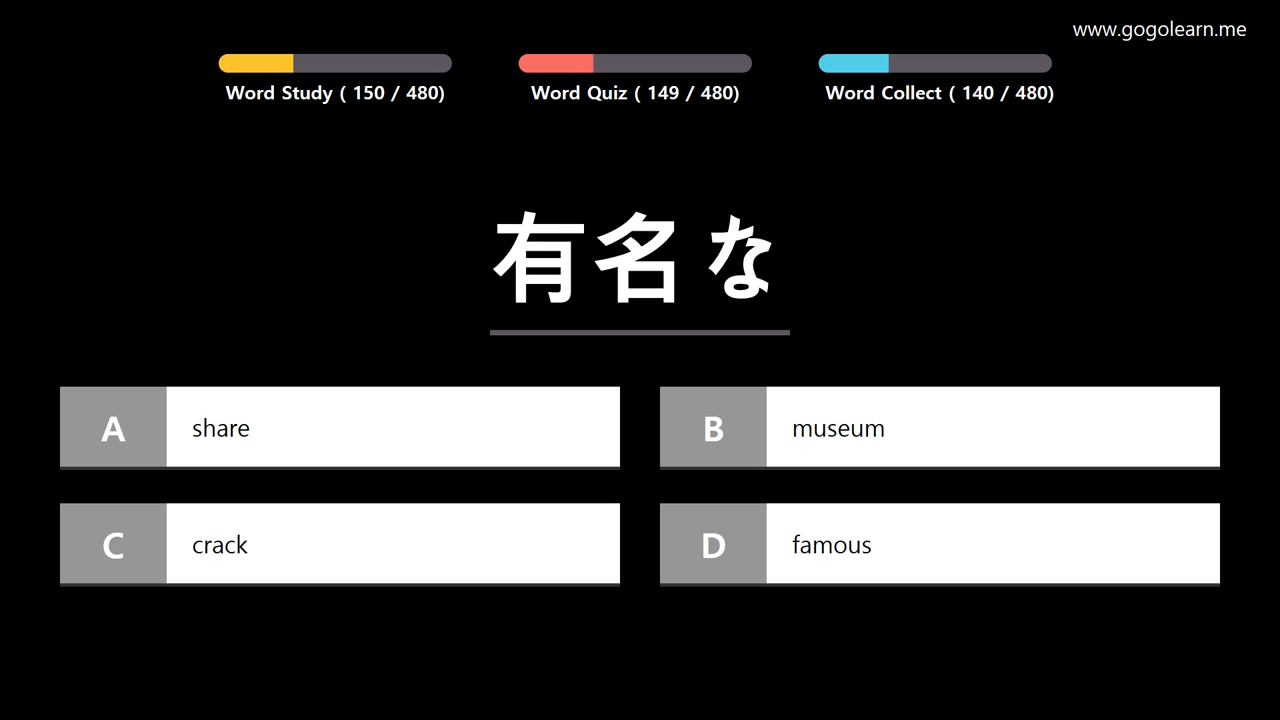 www.gogolearn.me
Word Study ( 150 / 480)
Word Quiz ( 149 / 480)
Word Collect ( 140 / 480)
有名な
A share
B museum
C crack
D famous